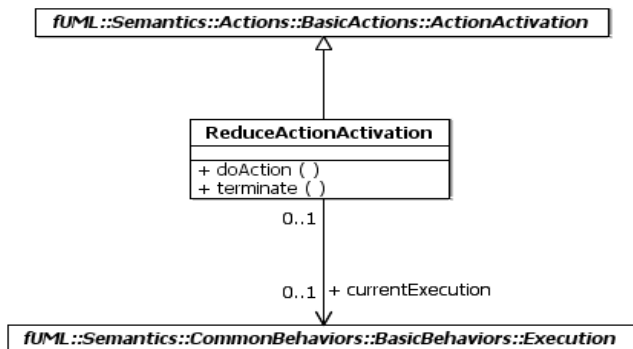 fUML::Semantics::Actions::BasicActions::ActionActivation
ReduceActionActivation
+ doAction ( )
+ terminate ( )
0..1
0..1 + currentExecution
fUML::Semantics::CommonBehaviors::BasicBehaviors::Execution